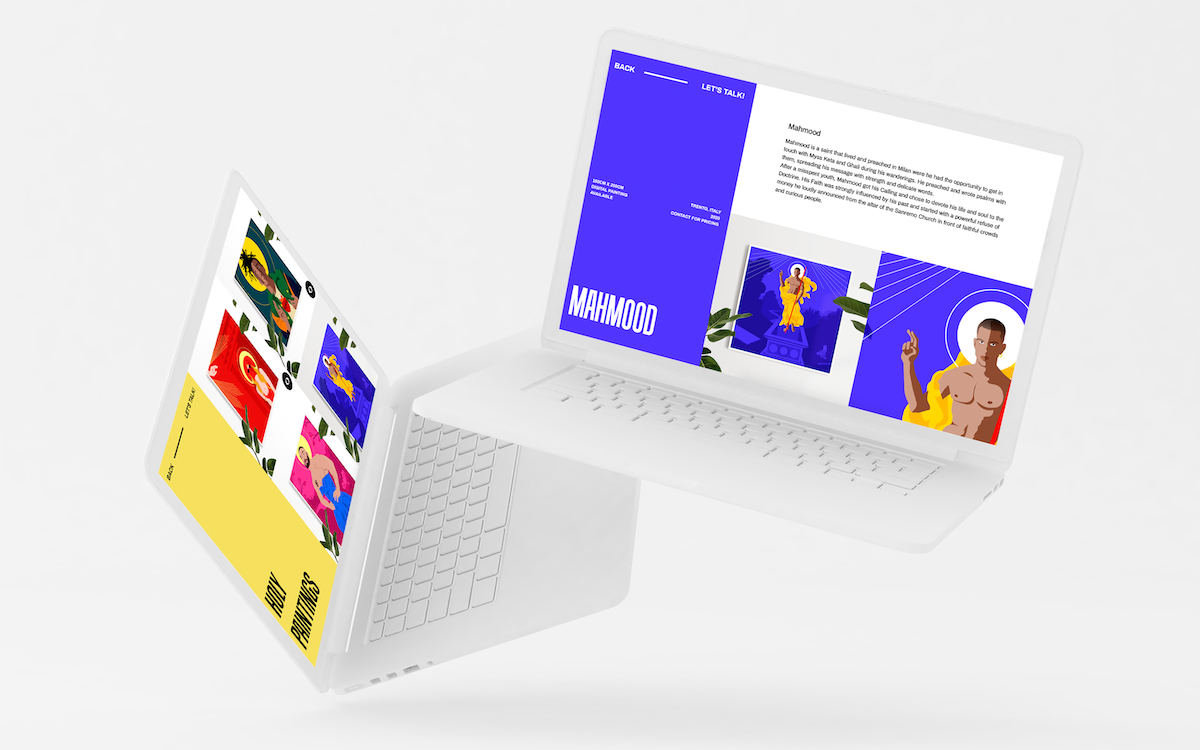 BACK
LET'S TALK!
Mahmood
Mahmood is a saint that lived and preached in Milan were he had the opportunity to get in
touch with Myss Keta and Ghali during his wanderings. He preached and wrote psalms with
them, spreading his message with strength and delicate words.
After a misspent youth, Mahmood got his Calling and chose to devote his life and soul to the
Doctrine. His Faith was strongly influenced by his past and started with a powerful refuse of
money he loudly announced from the altar of the Sanremo Church in front of faithful crowds
and curious people.
DIGITAL PAINTING
AVAILABLE
TRENTO, ITALY
2020
CONTACT FOR PRICING
MAHMOOD
BACK
LET'S TALK!
HOLY
PAINTINGS